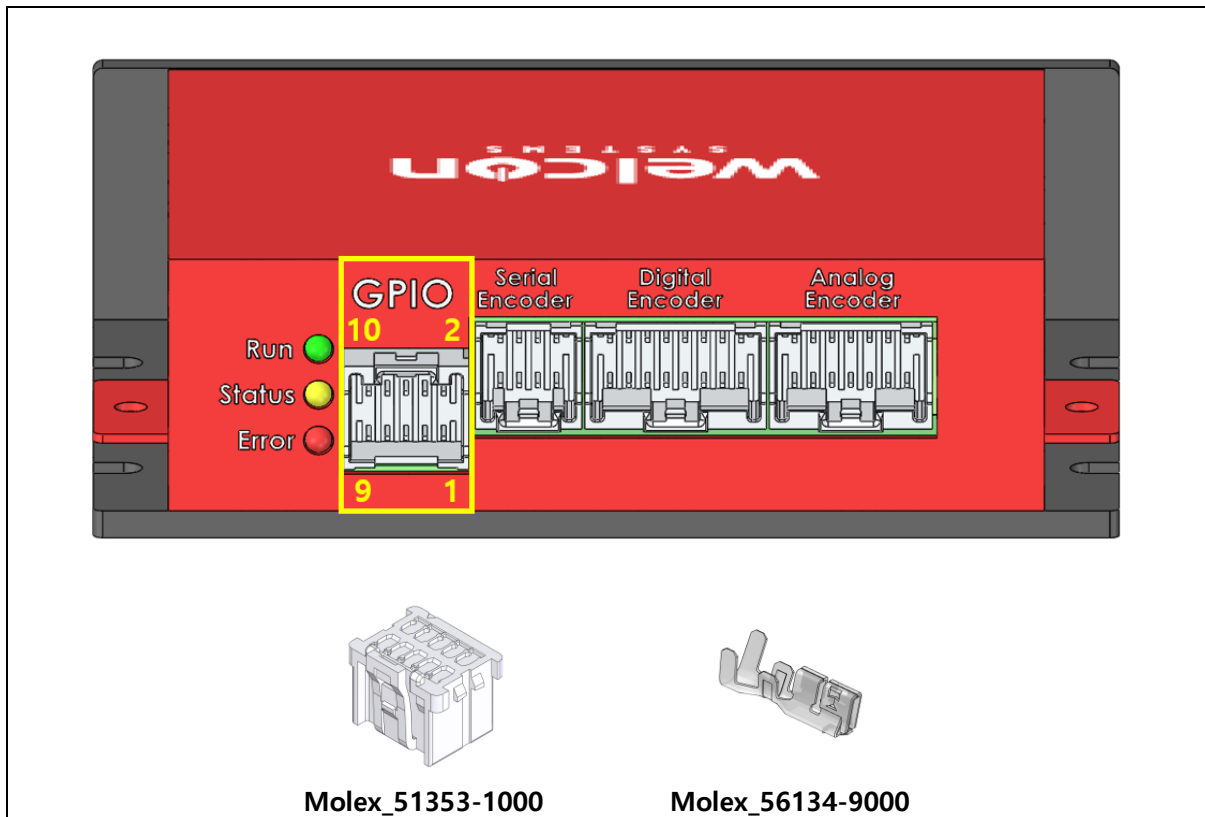 welcon
SYSTEMS
GPIO
Serial
Encoder
Digital
Encoder
Analog
Encoder
10 2
Run
Status
Error
9 1
Molex_51353-1000
Molex_56134-9000